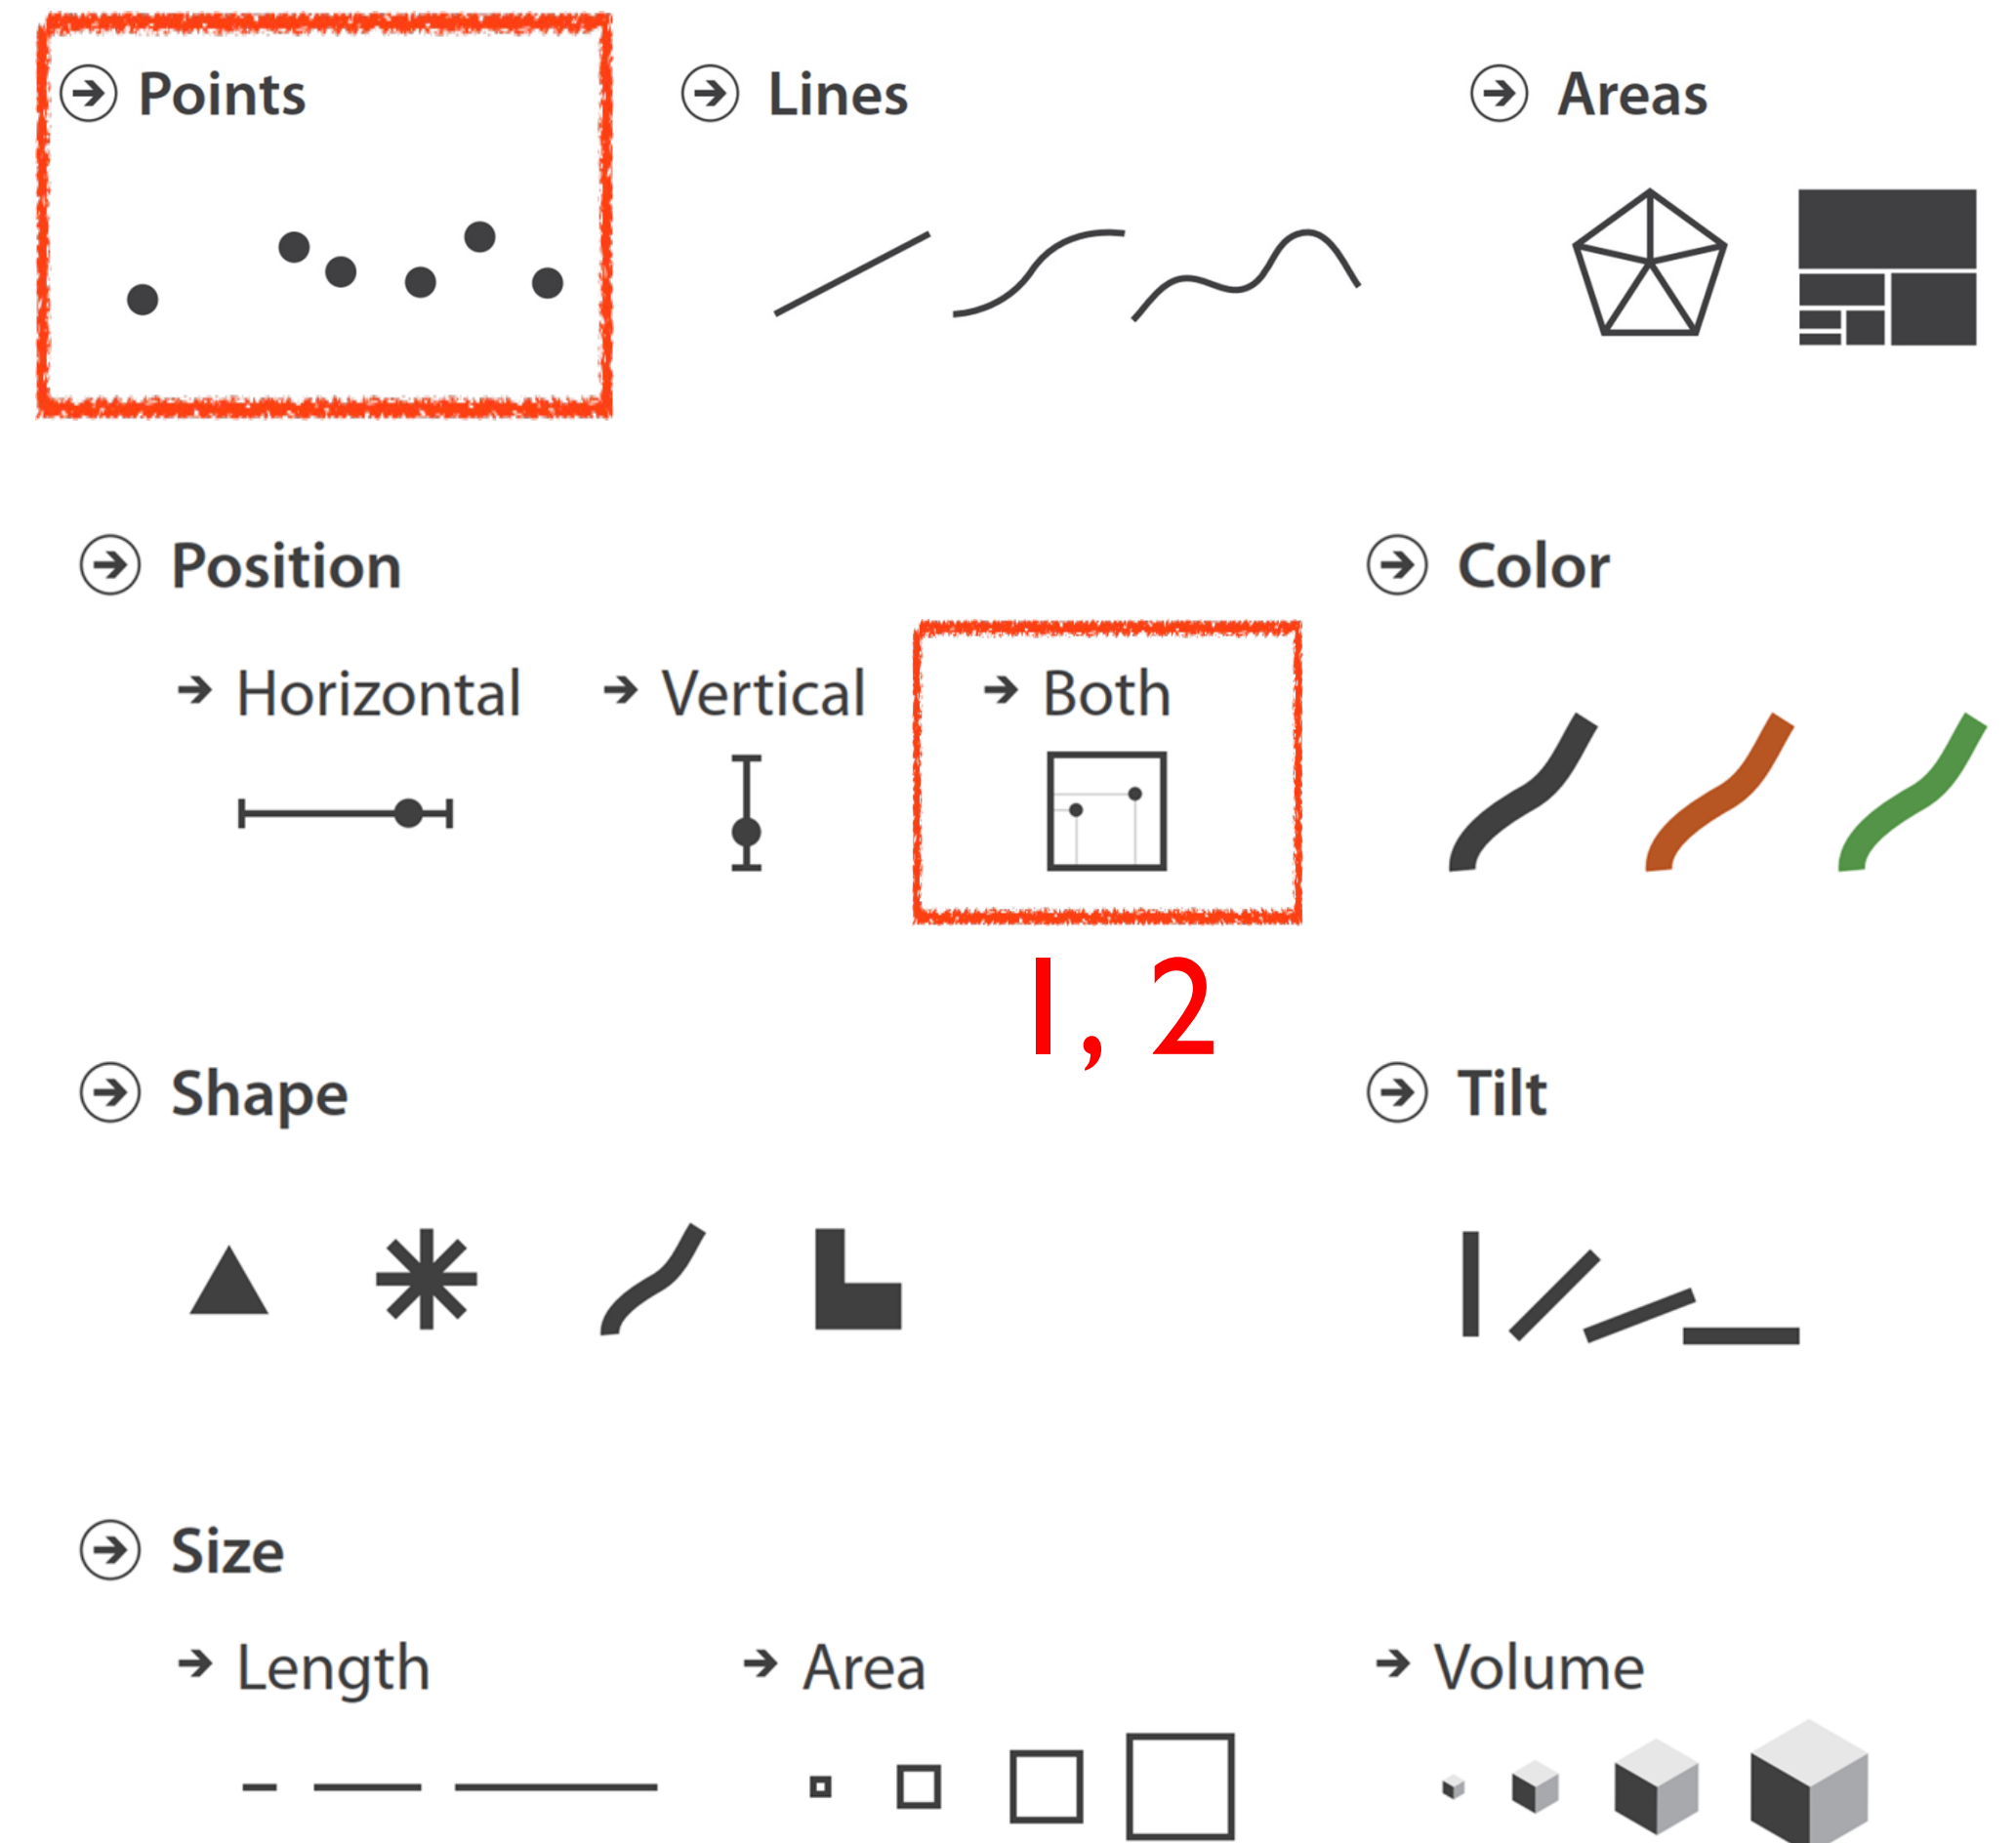 Points Lines Areas
Position Color
Horizontal Vertical Both
1, 2
Shape Tilt
Size
Length Area Volume